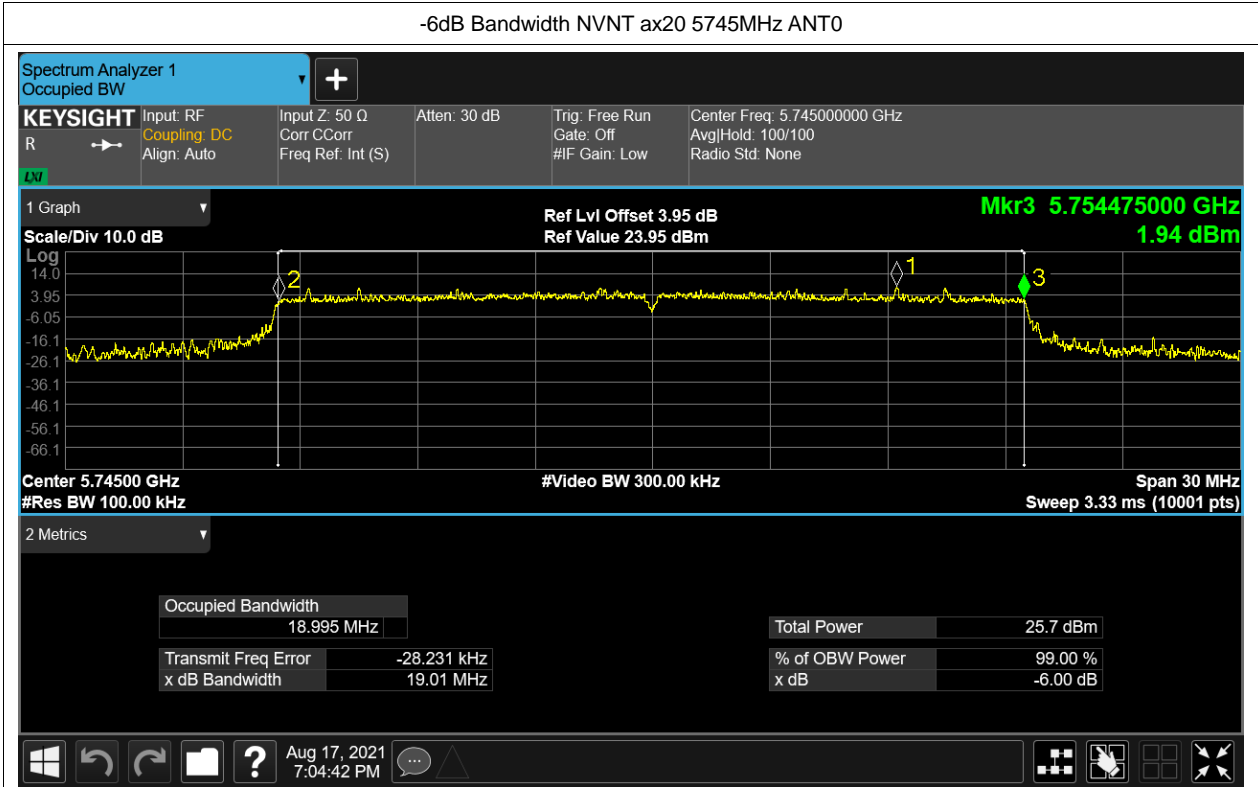 -6dB Bandwidth NVNT ax20 5745MHz ANT0
Spectrum Analyzer 1
Occupied BW
KEYSIGHT
R
LXI
Input: RF
Coupling: DC
Align: Auto
Input Z: 50 Ω
Corr CCorr
Freq Ref: Int (S)
Atten: 30 dB
Trig: Free Run
Gate: Off
#IF Gain: Low
Center Freq: 5.745000000 GHz
Avg|Hold: 100/100
Radio Std: None
1 Graph
Scale/Div 10.0 dB
Ref Lvl Offset 3.95 dB
Ref Value 23.95 dBm
Mkr3 5.754475000 GHz
1.94 dBm
Log
14.0
3.95
-6.05
-16.1
-26.1
-36.1
-46.1
-56.1
-66.1
2
1
3
Center 5.74500 GHz
#Res BW 100.00 kHz
#Video BW 300.00 kHz
Span 30 MHz
Sweep 3.33 ms (10001 pts)
2 Metrics
Occupied Bandwidth
18.995 MHz
Transmit Freq Error -28.231 kHz
x dB Bandwidth 19.01 MHz
Total Power 25.7 dBm
% of OBW Power 99.00 %
x dB -6.00 dB
?
Aug 17, 2021
7:04:42 PM